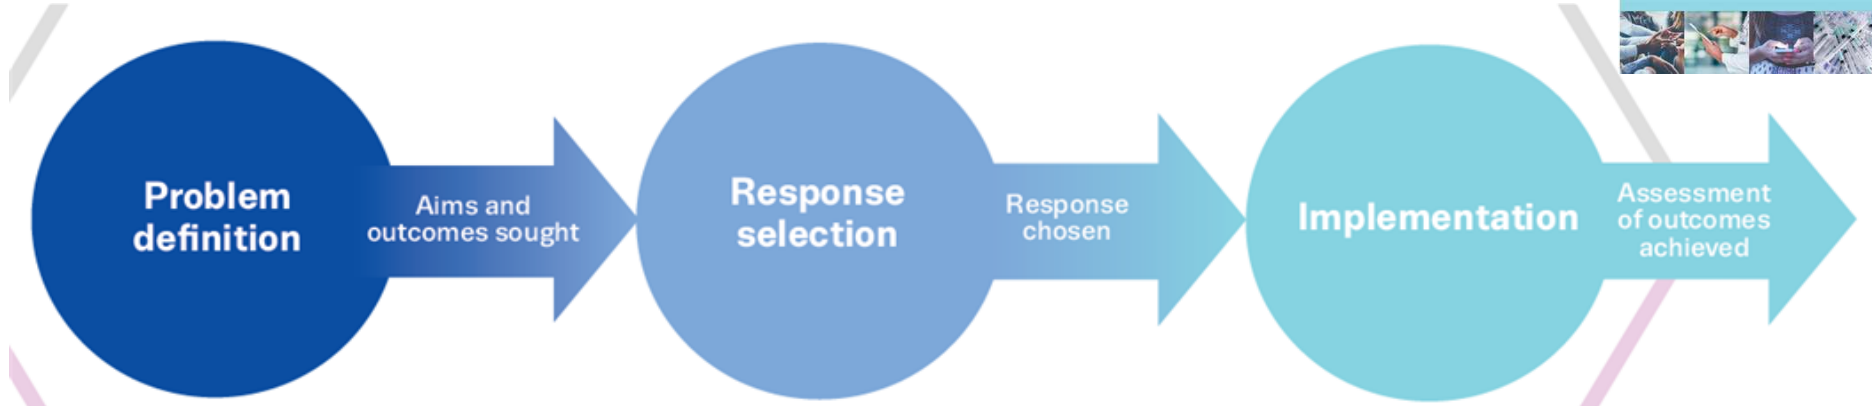 Problem
definition
Aims and
outcomes sought
Response
selection
Response
chosen
Implementation
Assessment
of outcomes
achieved